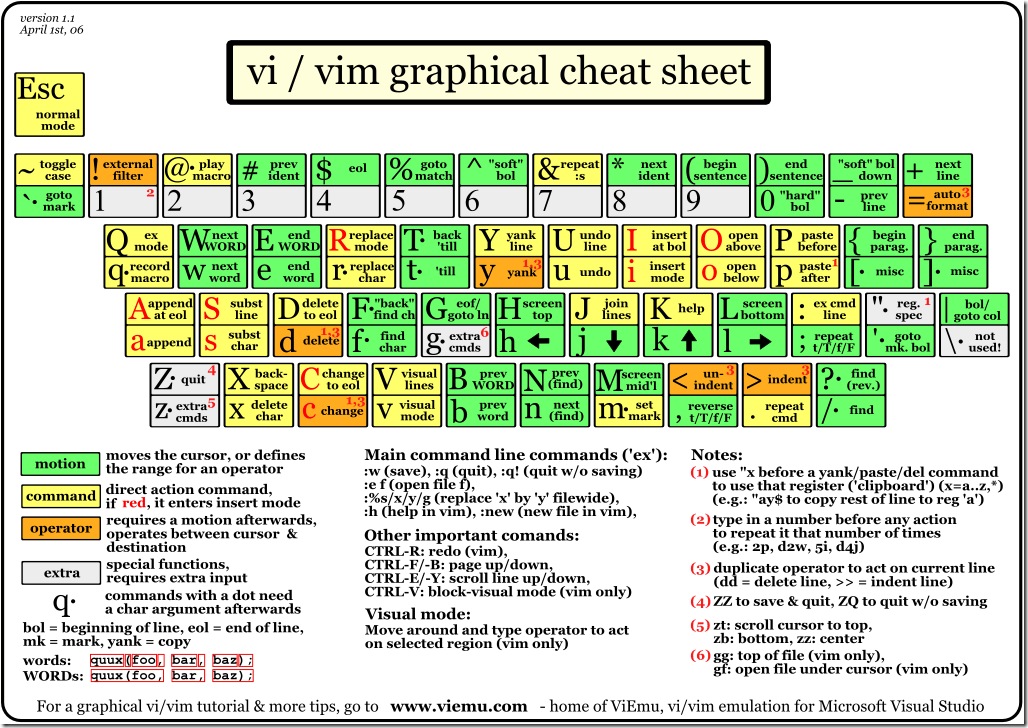 version 1.1
April 1st, 06
vi / vim graphical cheat sheet
Esc
normal
mode
~ toggle case
! external filter
@· play macro
# prev ident
$ eol
% goto match
^ "soft" bol
& repeat :s
* next ident
( begin sentence
) end sentence
_ "soft" bol down
+ next line
`· goto mark
1 2
2
3
4
5
6
7
8
9
0 "hard" bol
- prev line
= auto format 3
Q ex mode
W next WORD
E end WORD
R replace mode
T· back 'till
Y yank line
U undo line
I insert at bol
O open above
P paste before
{ begin parag.
} end parag.
q· record macro
w next word
e end word
r· replace char
t· 'till
y yank 1,3
u undo
i insert mode
o open below
p paste after 1
[· misc
]· misc
A append at eol
S subst line
D delete to eol
F· "back" find ch
G eof/ goto ln
H screen top
J join lines
K help
L screen bottom
: ex cmd line
"· reg. spec 1
| bol/ goto col
a append
s subst char
d delete 1,3
f· find char
g· extra cmds 6
h ←
j ↓
k ↑
l →
; repeat t/T/f/F
'· goto mk. bol
\· not used!
Z· quit 4
X back-space
C change to eol
V visual lines
B prev WORD
N prev (find)
M screen mid'l
< un-indent 3
> indent 3
?· find (rev.)
z· extra cmds 5
x delete char
c change 1,3
v visual mode
b prev word
n next (find)
m· set mark
, reverse t/T/f/F
. repeat cmd
/· find
motion
moves the cursor, or defines
the range for an operator
command
direct action command,
if red, it enters insert mode
operator
requires a motion afterwards,
operates between cursor &
destination
extra
special functions,
requires extra input
q·
commands with a dot need
a char argument afterwards
bol = beginning of line, eol = end of line,
mk = mark, yank = copy
words: quux(foo, bar, baz);
WORDs: quux(foo, bar, baz);
Main command line commands ('ex'):
:w (save), :q (quit), :q! (quit w/o saving)
:e f (open file f),
:%s/x/y/g (replace 'x' by 'y' filewide),
:h (help in vim), :new (new file in vim),
Other important comands:
CTRL-R: redo (vim),
CTRL-F/-B: page up/down,
CTRL-E/-Y: scroll line up/down,
CTRL-V: block-visual mode (vim only)
Visual mode:
Move around and type operator to act
on selected region (vim only)
Notes:
(1) use "x before a yank/paste/del command
to use that register ('clipboard') (x=a..z,*)
(e.g.: "ay$ to copy rest of line to reg 'a')
(2) type in a number before any action
to repeat it that number of times
(e.g.: 2p, d2w, 5i, d4j)
(3) duplicate operator to act on current line
(dd = delete line, >> = indent line)
(4) ZZ to save & quit, ZQ to quit w/o saving
(5) zt: scroll cursor to top,
zb: bottom, zz: center
(6) gg: top of file (vim only),
gf: open file under cursor (vim only)
For a graphical vi/vim tutorial & more tips, go to www.viemu.com - home of ViEmu, vi/vim emulation for Microsoft Visual Studio